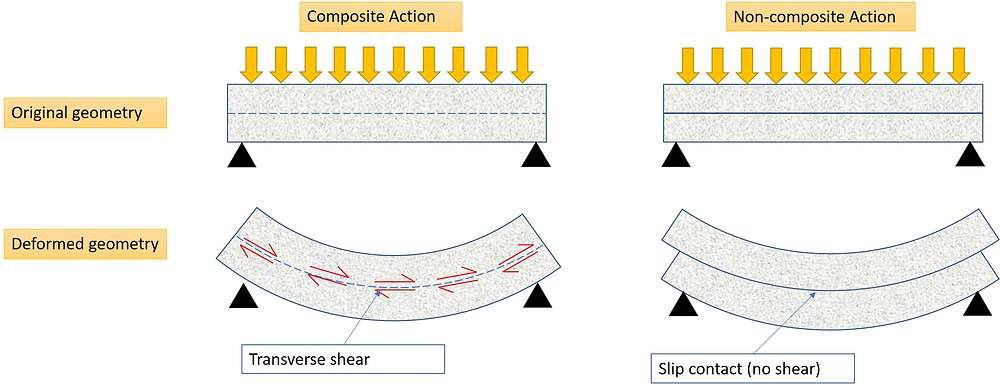 Composite Action
Non-composite Action
Original geometry
Deformed geometry
Transverse shear
Slip contact (no shear)